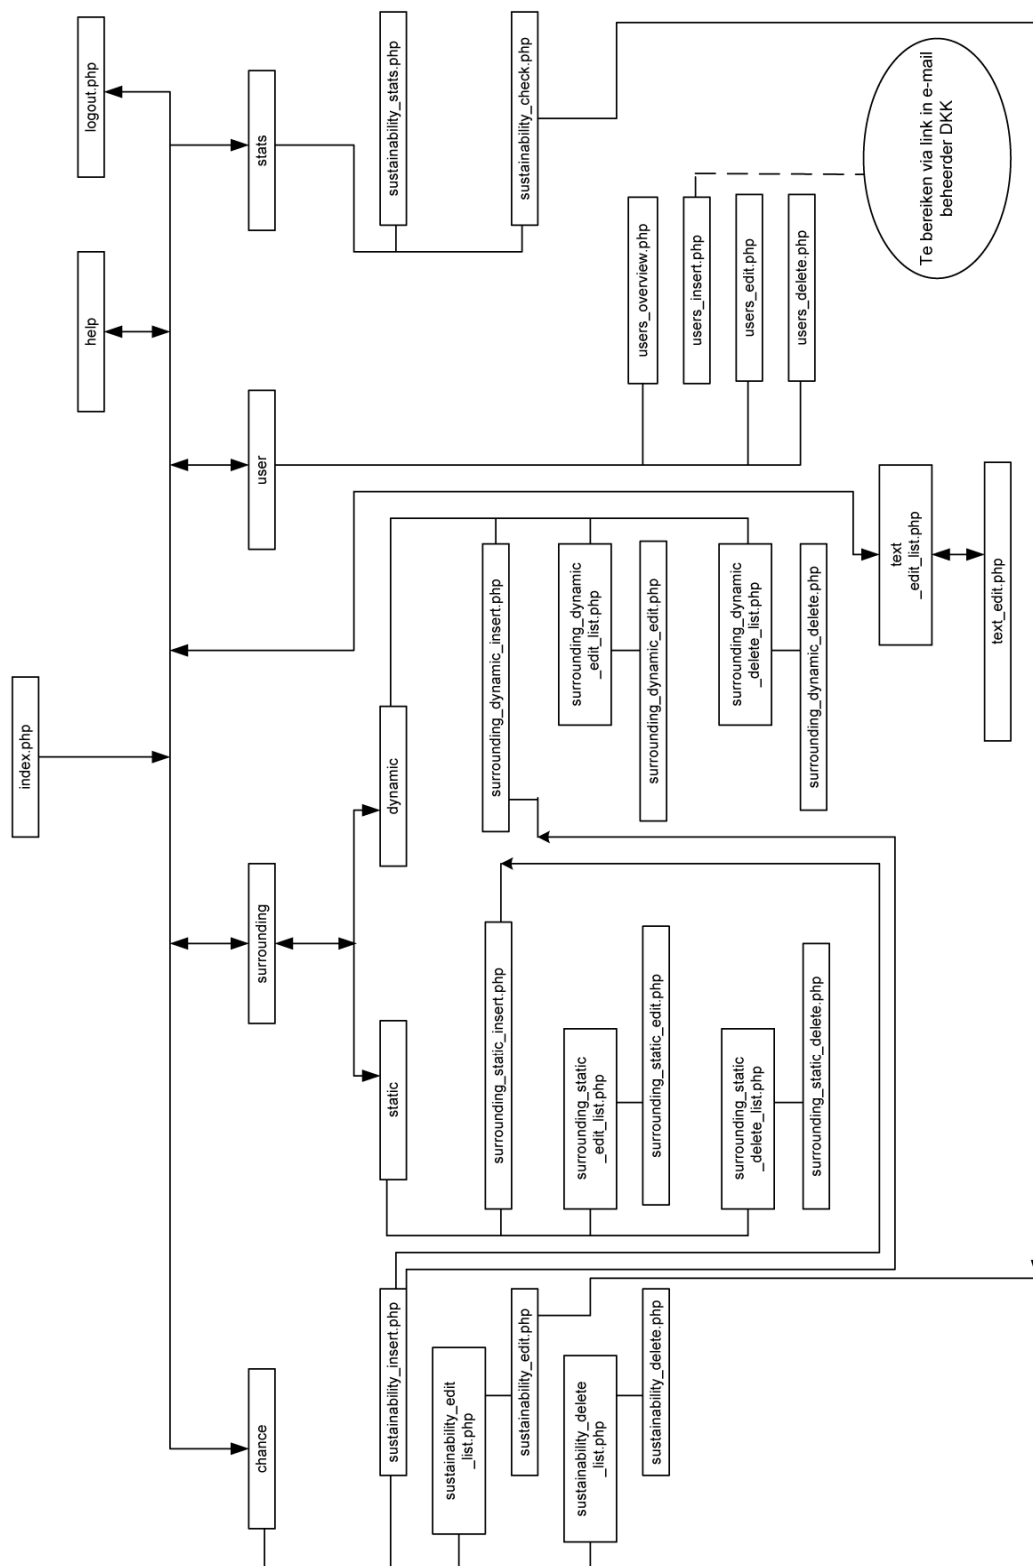 index.php
help
logout.php
chance
surrounding
user
stats
static
dynamic
sustainability_insert.php
sustainability_edit
_list.php
sustainability_edit.php
sustainability_delete
_list.php
sustainability_delete.php
surrounding_static_insert.php
surrounding_static
_edit_list.php
surrounding_static_edit.php
surrounding_static
_delete_list.php
surrounding_static_delete.php
surrounding_dynamic_insert.php
surrounding_dynamic
_edit_list.php
surrounding_dynamic_edit.php
surrounding_dynamic
_delete_list.php
surrounding_dynamic_delete.php
text
_edit_list.php
text_edit.php
users_overview.php
users_insert.php
users_edit.php
users_delete.php
sustainability_stats.php
sustainability_check.php
Te bereiken via link in e-mail
beheerder DKK